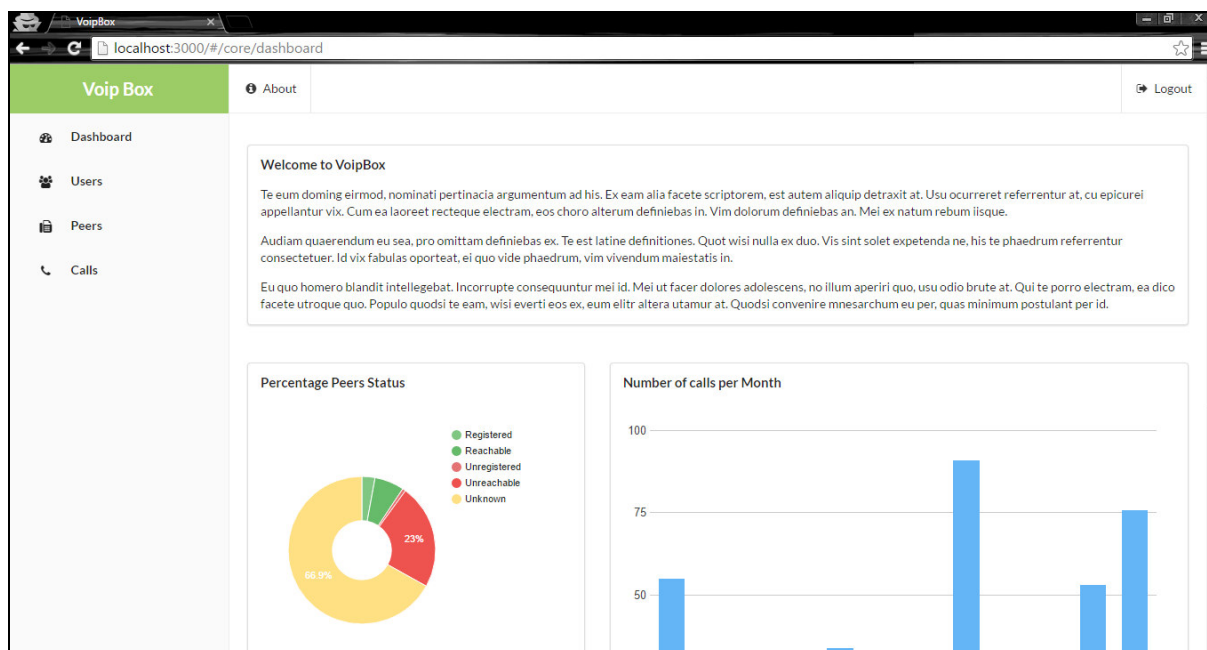 VoipBox
localhost:3000/#/core/dashboard
Voip Box
About
Logout
Dashboard
Users
Peers
Calls
Welcome to VoipBox
Te eum doming eirmod, nominati pertinacia argumentum ad his. Ex eam alia facete scriptorem, est autem aliquip detraxit at. Usu ocurreret referrentur at, cu epicurei
appellantur vix. Cum ea laoreet recteque electram, eos choro alterum definiebas in. Vim dolorum definiebas an. Mei ex natum rebum iisque.
Audiam quaerendum eu sea, pro omittam definiebas ex. Te est latine definitiones. Quot wisi nulla ex duo. Vis sint solet expetenda ne, his te phaedrum referrentur
consectetuer. Id vix fabulas oporteat, ei quo vide phaedrum, vim vivendum maiestatis in.
Eu quo homero blandit intellegebat. Incorrupte consequuntur mei id. Mei ut facer dolores adolescens, no illum aperiri quo, usu odio brute at. Qui te porro electram, ea dico
facete utroque quo. Populo quodsi te eam, wisi everti eos ex, eum elitr altera utamur at. Quodsi convenire mnesarchum eu per, quas minimum postulant per id.
Percentage Peers Status
Registered
Reachable
Unregistered
Unreachable
Unknown
23%
66.9%
Number of calls per Month
100
75
50